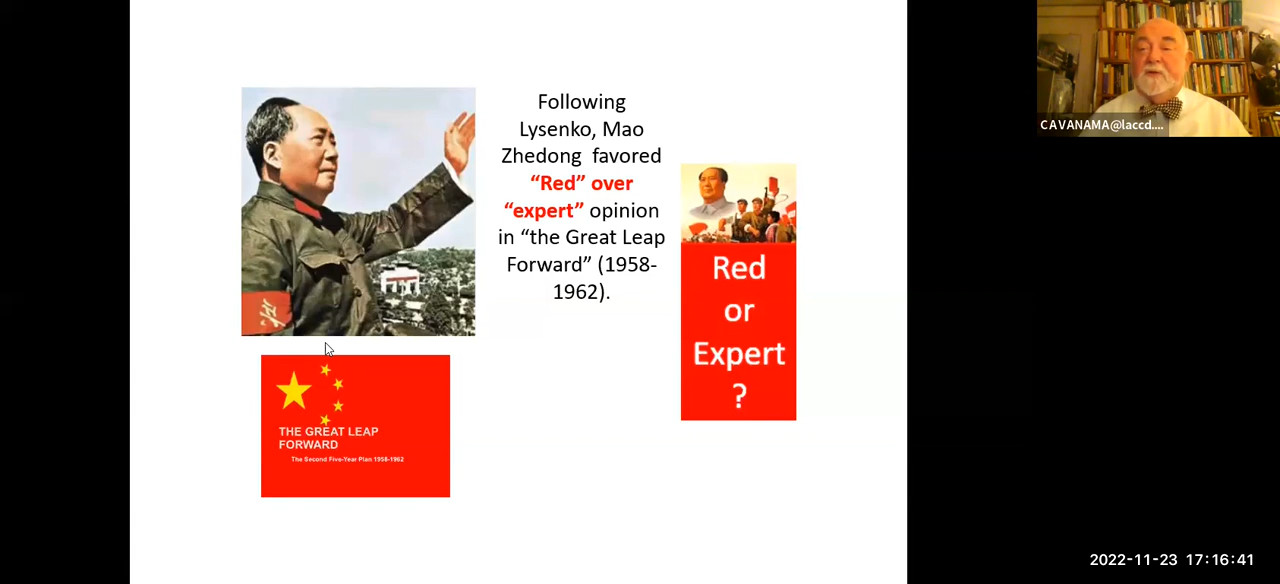 Following
Lysenko, Mao
Zhedong favored
“Red” over
“expert” opinion
in “the Great Leap
Forward” (1958-
1962).
Red
or
Expert
?
THE GREAT LEAP
FORWARD
The Second Five-Year Plan 1958-1962
CAVANAMA@laccd....
2022-11-23 17:16:41